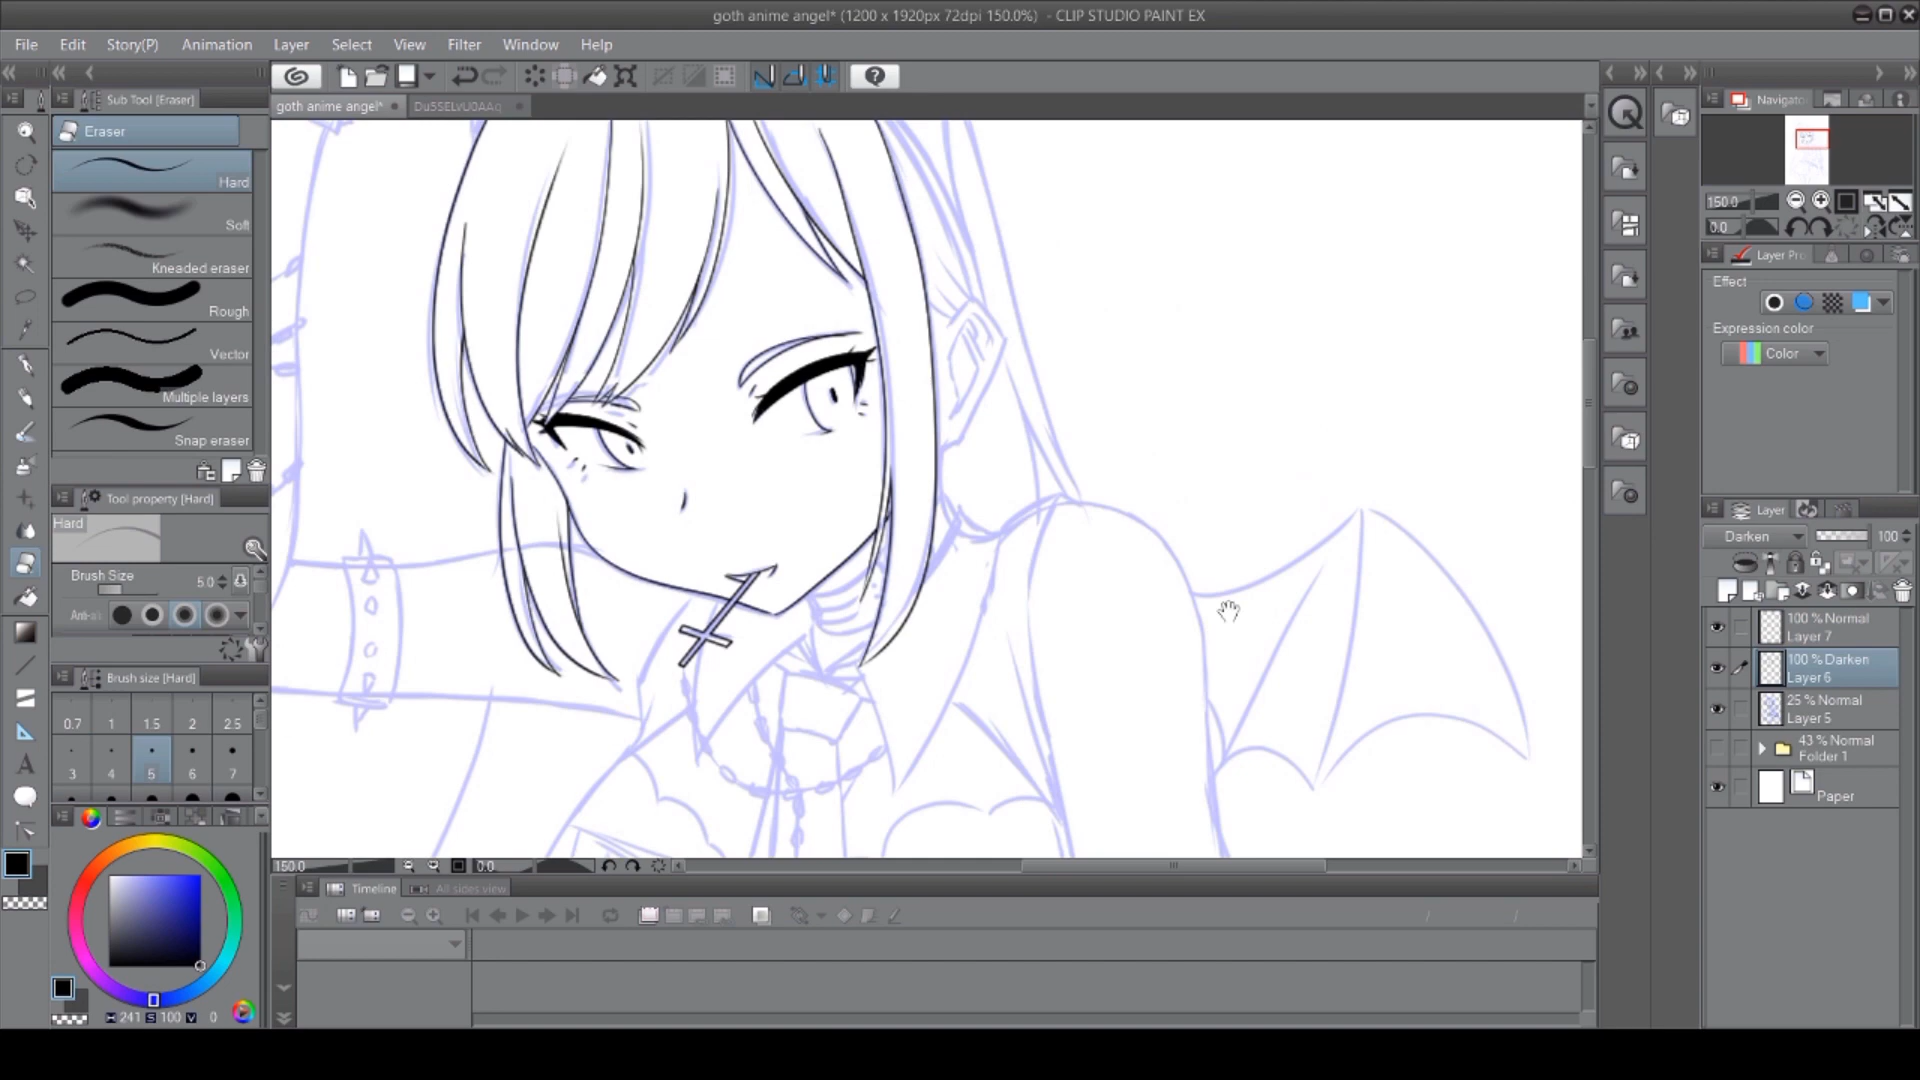 goth anime angel* (1200 x 1920px 72dpi 150.0%) - CLIP STUDIO PAINT EX
File Edit Story(P) Animation Layer Select View Filter Window Help
Sub Tool [Eraser]
Eraser
Hard
Soft
Kneaded eraser
Rough
Vector
Multiple layers
Snap eraser
Tool property [Hard]
Hard
Brush Size 5.0
Anti-a
Brush size [Hard]
0.7 1 1.5 2 2.5
3 4 5 6 7
H 241 S 100 V 0
goth anime angel*
150.0 0.0
Timeline All sides view
Navigato
150.0
0.0
Layer Pro
Effect
Expression color
Color
Layer
Darken 100
100 % Normal
Layer 7
100 % Darken
Layer 6
25 % Normal
Layer 5
43 % Normal
Folder 1
Paper